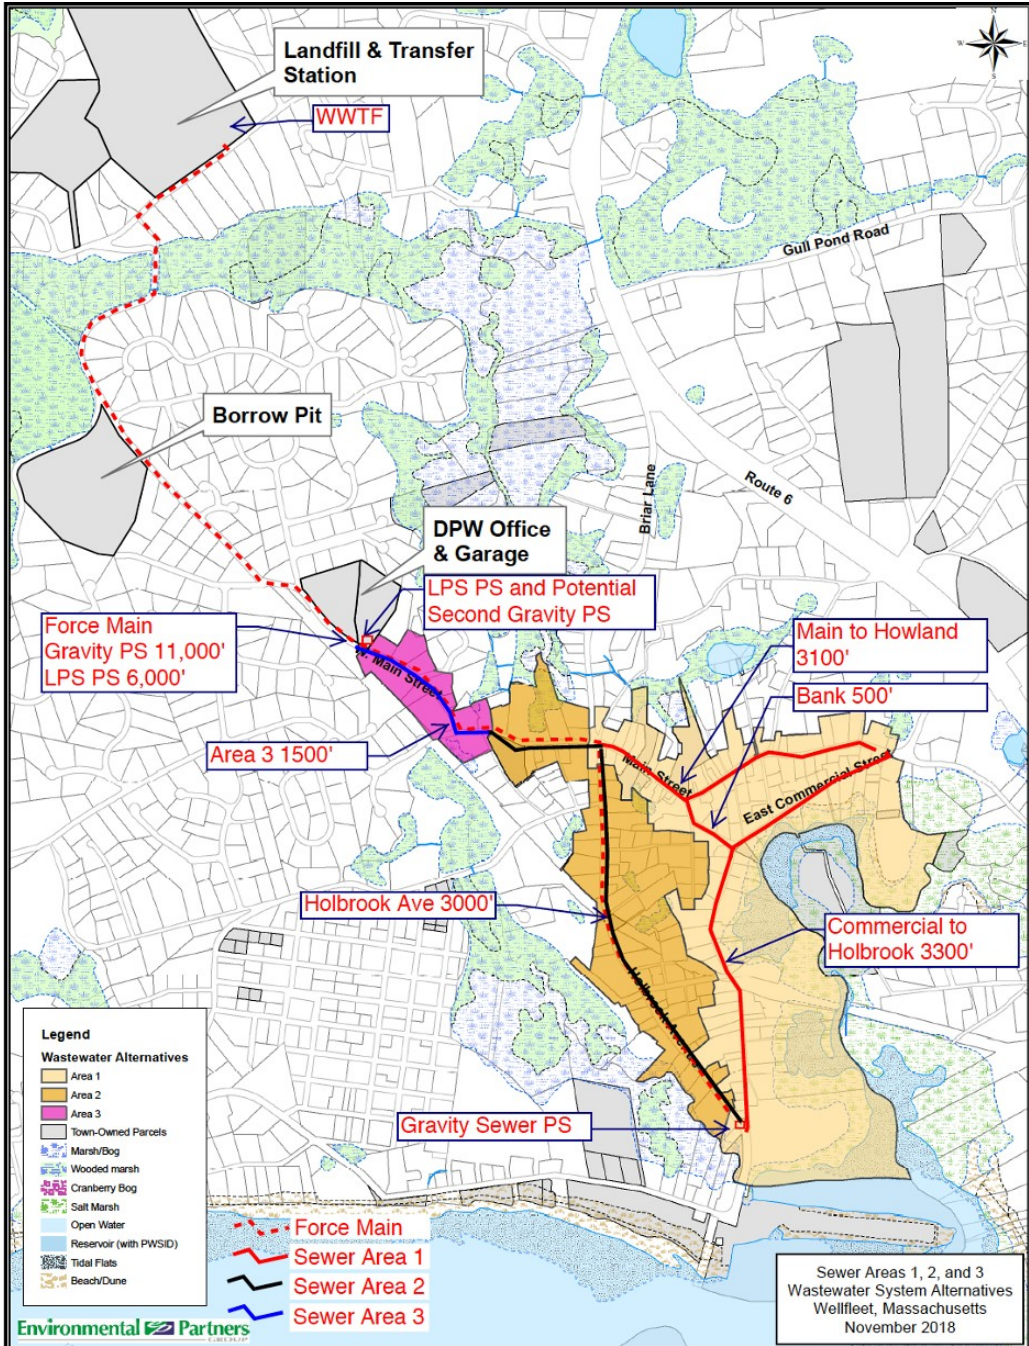 N
W
E
S
Landfill & Transfer
Station
WWTF
Gull Pond Road
Borrow Pit
Briar Lane
Route 6
DPW Office
& Garage
LPS PS and Potential
Second Gravity PS
Force Main
Gravity PS 11,000'
LPS PS 6,000'
Main to Howland
3100'
N. Main Street
Bank 500'
Area 3 1500'
Main Street
East Commercial Street
Holbrook Ave 3000'
Commercial to
Holbrook 3300'
Holbrook Avenue
Gravity Sewer PS
Legend
Wastewater Alternatives
Area 1
Area 2
Area 3
Town-Owned Parcels
Marsh/Bog
Wooded marsh
Cranberry Bog
Salt Marsh
Open Water
Reservoir (with PWSID)
Tidal Flats
Beach/Dune
Force Main
Sewer Area 1
Sewer Area 2
Sewer Area 3
Environmental Partners
GROUP
Sewer Areas 1, 2, and 3
Wastewater System Alternatives
Wellfleet, Massachusetts
November 2018